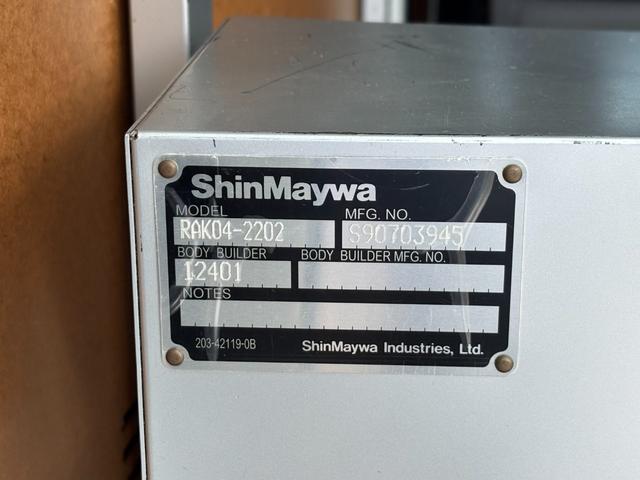 ShinMaywa
MODEL MFG. NO.
RAK04-2202 S90703945
BODY BUILDER BODY BUILDER MFG. NO.
12401
NOTES
203-42119-0B ShinMaywa Industries, Ltd.